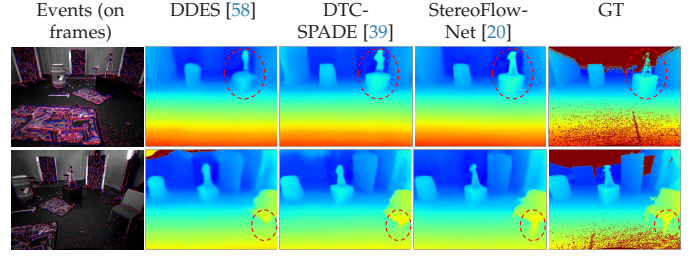 Events (on frames)
DDES [58]
DTC-SPADE [39]
StereoFlow-Net [20]
GT